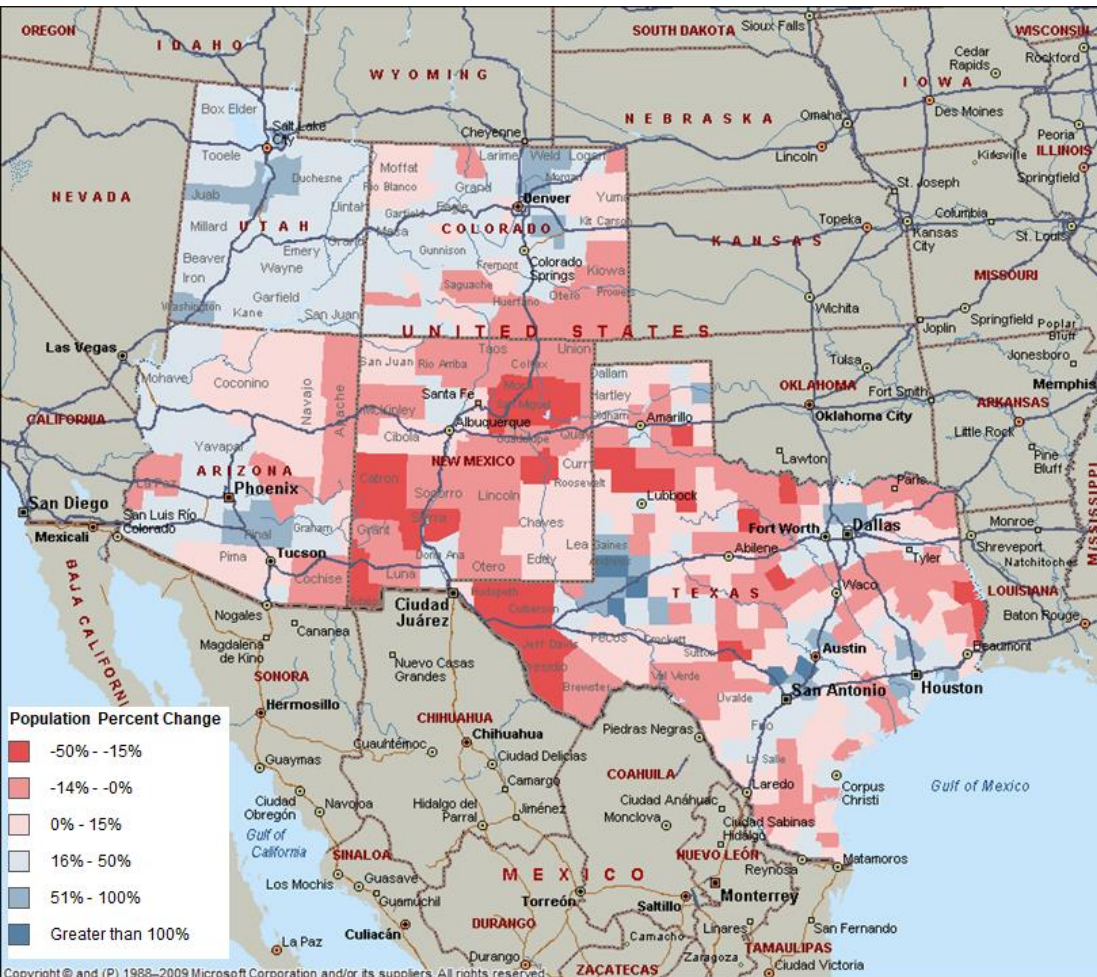 OREGON
IDAHO
WYOMING
SOUTH DAKOTA
Sioux Falls
WISCONSIN
Cedar Rapids
Rockford
IOWA
Des Moines
NEBRASKA
Omaha
Lincoln
Peoria
ILLINOIS
Kirksville
Springfield
Box Elder
Salt Lake City
Tooele
Duchesne
Juab
Uintah
NEVADA
Millard
UTAH
Grand
Emery
Beaver
Wayne
Iron
Garfield
Washington
Kane
San Juan
Cheyenne
Moffat
Larime
Weld
Logan
Morgan
Rio Blanco
Grand
Denver
Yuma
Garfield
Eagle
Kit Carson
Mesa
COLORADO
Gunnison
Colorado Springs
Fremont
Kiowa
Saguache
Otero
Prowers
Huerfano
St. Joseph
Topeka
Kansas City
Columbia
St. Louis
KANSAS
MISSOURI
Wichita
Joplin
Springfield
Poplar Bluff
UNITED STATES
Las Vegas
Mohave
Coconino
Navajo
Apache
CALIFORNIA
Yavapai
ARIZONA
La Paz
Phoenix
Pinal
Graham
Pima
Tucson
Cochise
San Diego
Mexicali
San Luis Río Colorado
San Juan
Rio Arriba
Taos
Colfax
Union
Mora
San Miguel
Santa Fe
McKinley
Albuquerque
Cibola
Guadalupe
Quay
NEW MEXICO
Curry
Roosevelt
Catron
Socorro
Lincoln
Sierra
Grant
Chaves
Lea
Dona Ana
Eddy
Luna
Otero
Hidalgo
Tulsa
Jonesboro
Memphis
OKLAHOMA
Fort Smith
Oklahoma City
ARKANSAS
Little Rock
Pine Bluff
Lawton
MISSISSIPPI
Dallam
Hartley
Oldham
Amarillo
Lubbock
Paris
Fort Worth
Dallas
Monroe
Shreveport
Natchitoches
Tyler
Abilene
Gaines
Andrews
TEXAS
Waco
LOUISIANA
Baton Rouge
Hudspeth
Culberson
Jeff Davis
Presidio
Pecos
Crockett
Sutton
Brewster
Val Verde
Austin
Beaumont
Houston
San Antonio
Uvalde
Frio
La Salle
Laredo
Corpus Christi
Gulf of Mexico
BAJA CALIFORNI
Nogales
Cananea
Ciudad Juárez
Magdalena de Kino
Nuevo Casas Grandes
SONORA
Hermosillo
CHIHUAHUA
Chihuahua
Cuauhtémoc
Guaymas
Ciudad Delicias
Camargo
Jiménez
Ciudad Obregón
Navojoa
Hidalgo del Parral
Gulf of California
SINALOA
Los Mochis
Guasave
Guamuchil
Culiacán
La Paz
Piedras Negras
COAHUILA
Ciudad Anáhuac
Monclova
Ciudad Sabinas Hidalgo
NUEVO LEÓN
Reynosa
Matamoros
MEXICO
Torreón
Saltillo
Monterrey
DURANGO
Durango
Linares
San Fernando
Camacho
TAMAULIPAS
Zaragoza
ZACATECAS
Ciudad Victoria
Population Percent Change
-50% - -15%
-14% - -0%
0% - 15%
16% - 50%
51% - 100%
Greater than 100%
Copyright © and (P) 1988–2009 Microsoft Corporation and/or its suppliers. All rights reserved.